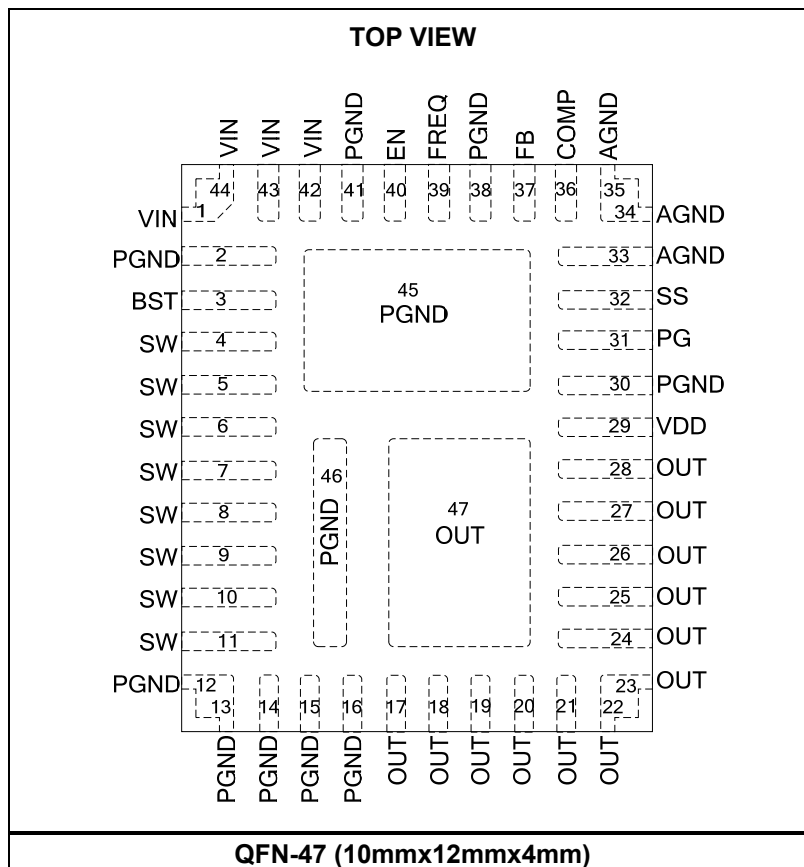 TOP VIEW
VIN VIN VIN PGND EN FREQ PGND FB COMP AGND
44 43 42 41 40 39 38 37 36 35
VIN 1 34 AGND
PGND 2 33 AGND
BST 3 32 SS
SW 4 31 PG
SW 5 30 PGND
SW 6 29 VDD
SW 7 28 OUT
SW 8 27 OUT
SW 9 26 OUT
SW 10 25 OUT
SW 11 24 OUT
PGND 12 23 OUT
45
PGND
46
PGND
47
OUT
13 14 15 16 17 18 19 20 21 22
PGND PGND PGND PGND OUT OUT OUT OUT OUT OUT
QFN-47 (10mmx12mmx4mm)